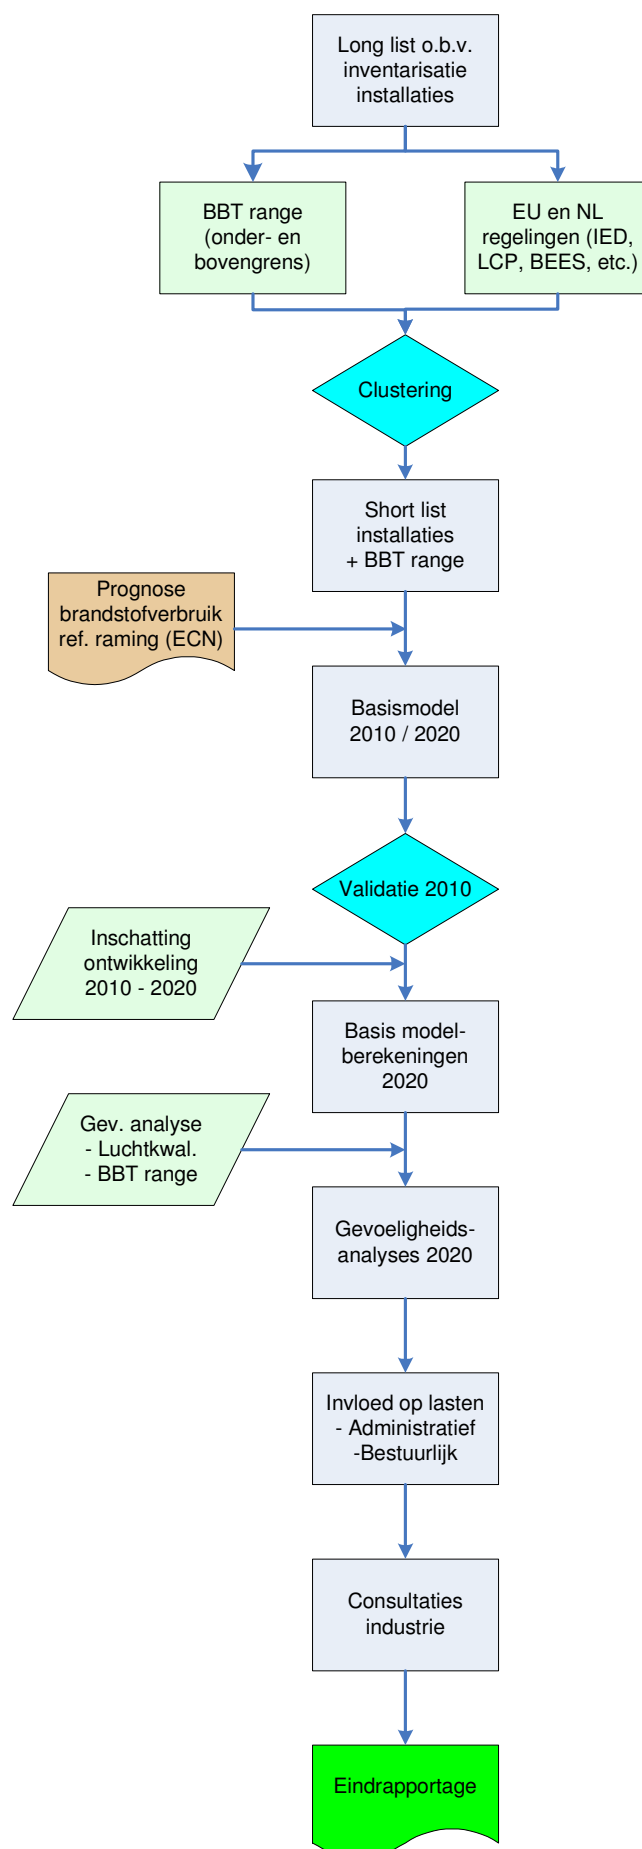 Long list o.b.v.
inventarisatie
installaties
BBT range
(onder- en
bovengrens)
EU en NL
regelingen (IED,
LCP, BEES, etc.)
Clustering
Short list
installaties
+ BBT range
Prognose
brandstofverbruik
ref. raming (ECN)
Basismodel
2010 / 2020
Validatie 2010
Inschatting
ontwikkeling
2010 - 2020
Basis model-
berekeningen
2020
Gev. analyse
- Luchtkwal.
- BBT range
Gevoeligheids-
analyses 2020
Invloed op lasten
- Administratief
-Bestuurlijk
Consultaties
industrie
Eindrapportage